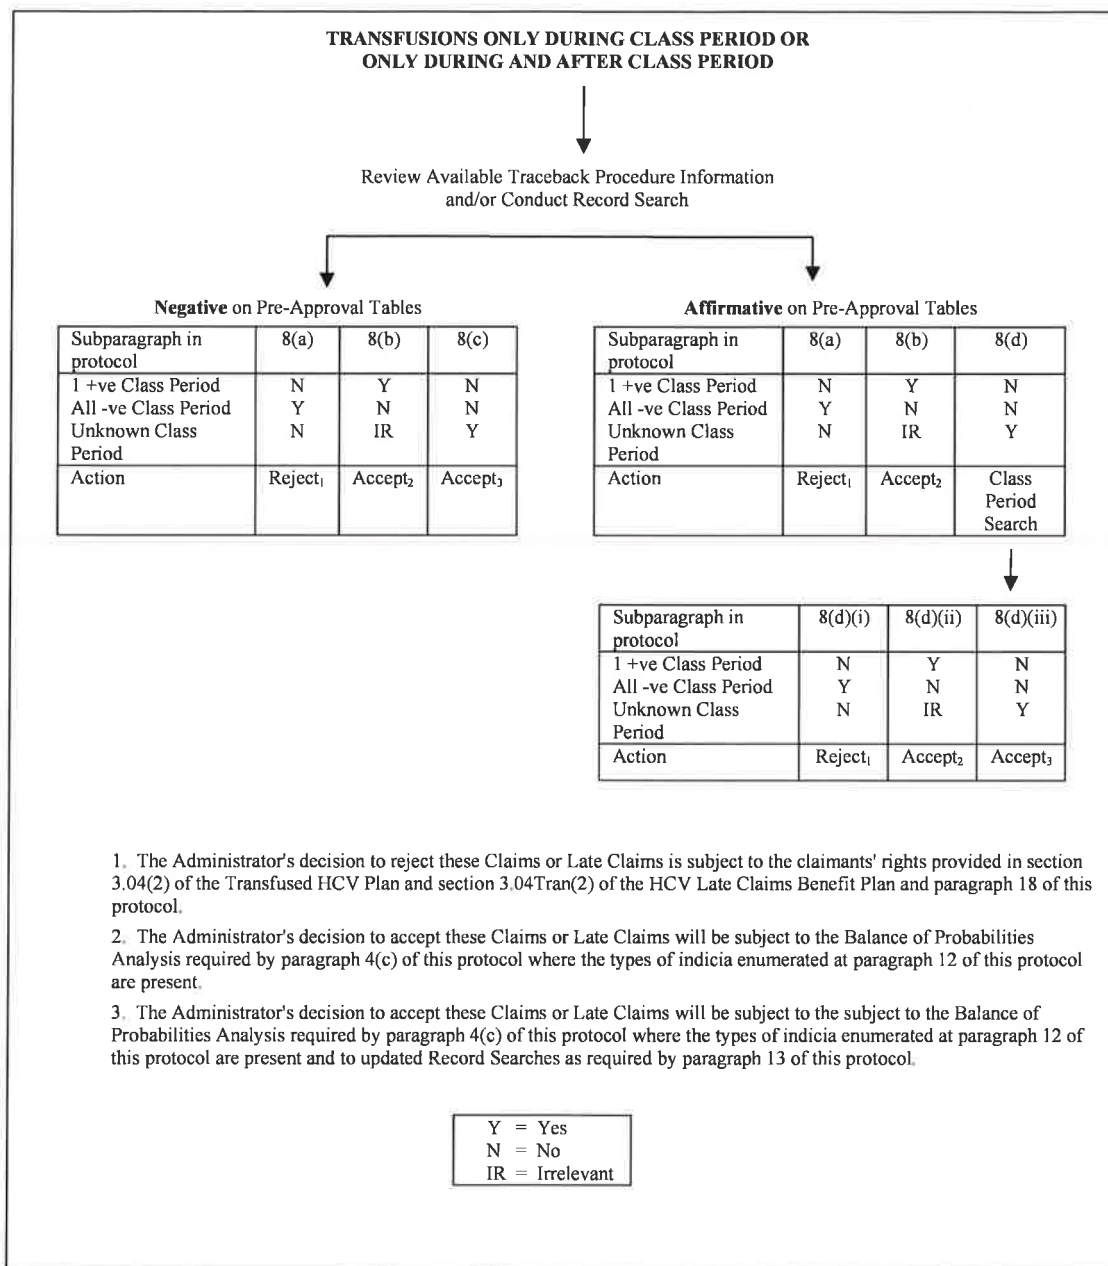 TRANSFUSIONS ONLY DURING CLASS PERIOD OR
ONLY DURING AND AFTER CLASS PERIOD
Review Available Traceback Procedure Information
and/or Conduct Record Search
Negative on Pre-Approval Tables
Subparagraph in protocol 8(a) 8(b) 8(c)
1 +ve Class Period N Y N
All -ve Class Period Y N N
Unknown Class Period N IR Y
Action Reject₁ Accept₂ Accept₃
Affirmative on Pre-Approval Tables
Subparagraph in protocol 8(a) 8(b) 8(d)
1 +ve Class Period N Y N
All -ve Class Period Y N N
Unknown Class Period N IR Y
Action Reject₁ Accept₂ Class Period Search
Subparagraph in protocol 8(d)(i) 8(d)(ii) 8(d)(iii)
1 +ve Class Period N Y N
All -ve Class Period Y N N
Unknown Class Period N IR Y
Action Reject₁ Accept₂ Accept₃
1. The Administrator's decision to reject these Claims or Late Claims is subject to the claimants' rights provided in section
3.04(2) of the Transfused HCV Plan and section 3.04Tran(2) of the HCV Late Claims Benefit Plan and paragraph 18 of this
protocol.
2. The Administrator's decision to accept these Claims or Late Claims will be subject to the Balance of Probabilities
Analysis required by paragraph 4(c) of this protocol where the types of indicia enumerated at paragraph 12 of this protocol
are present.
3. The Administrator's decision to accept these Claims or Late Claims will be subject to the subject to the Balance of
Probabilities Analysis required by paragraph 4(c) of this protocol where the types of indicia enumerated at paragraph 12 of
this protocol are present and to updated Record Searches as required by paragraph 13 of this protocol.
Y = Yes
N = No
IR = Irrelevant